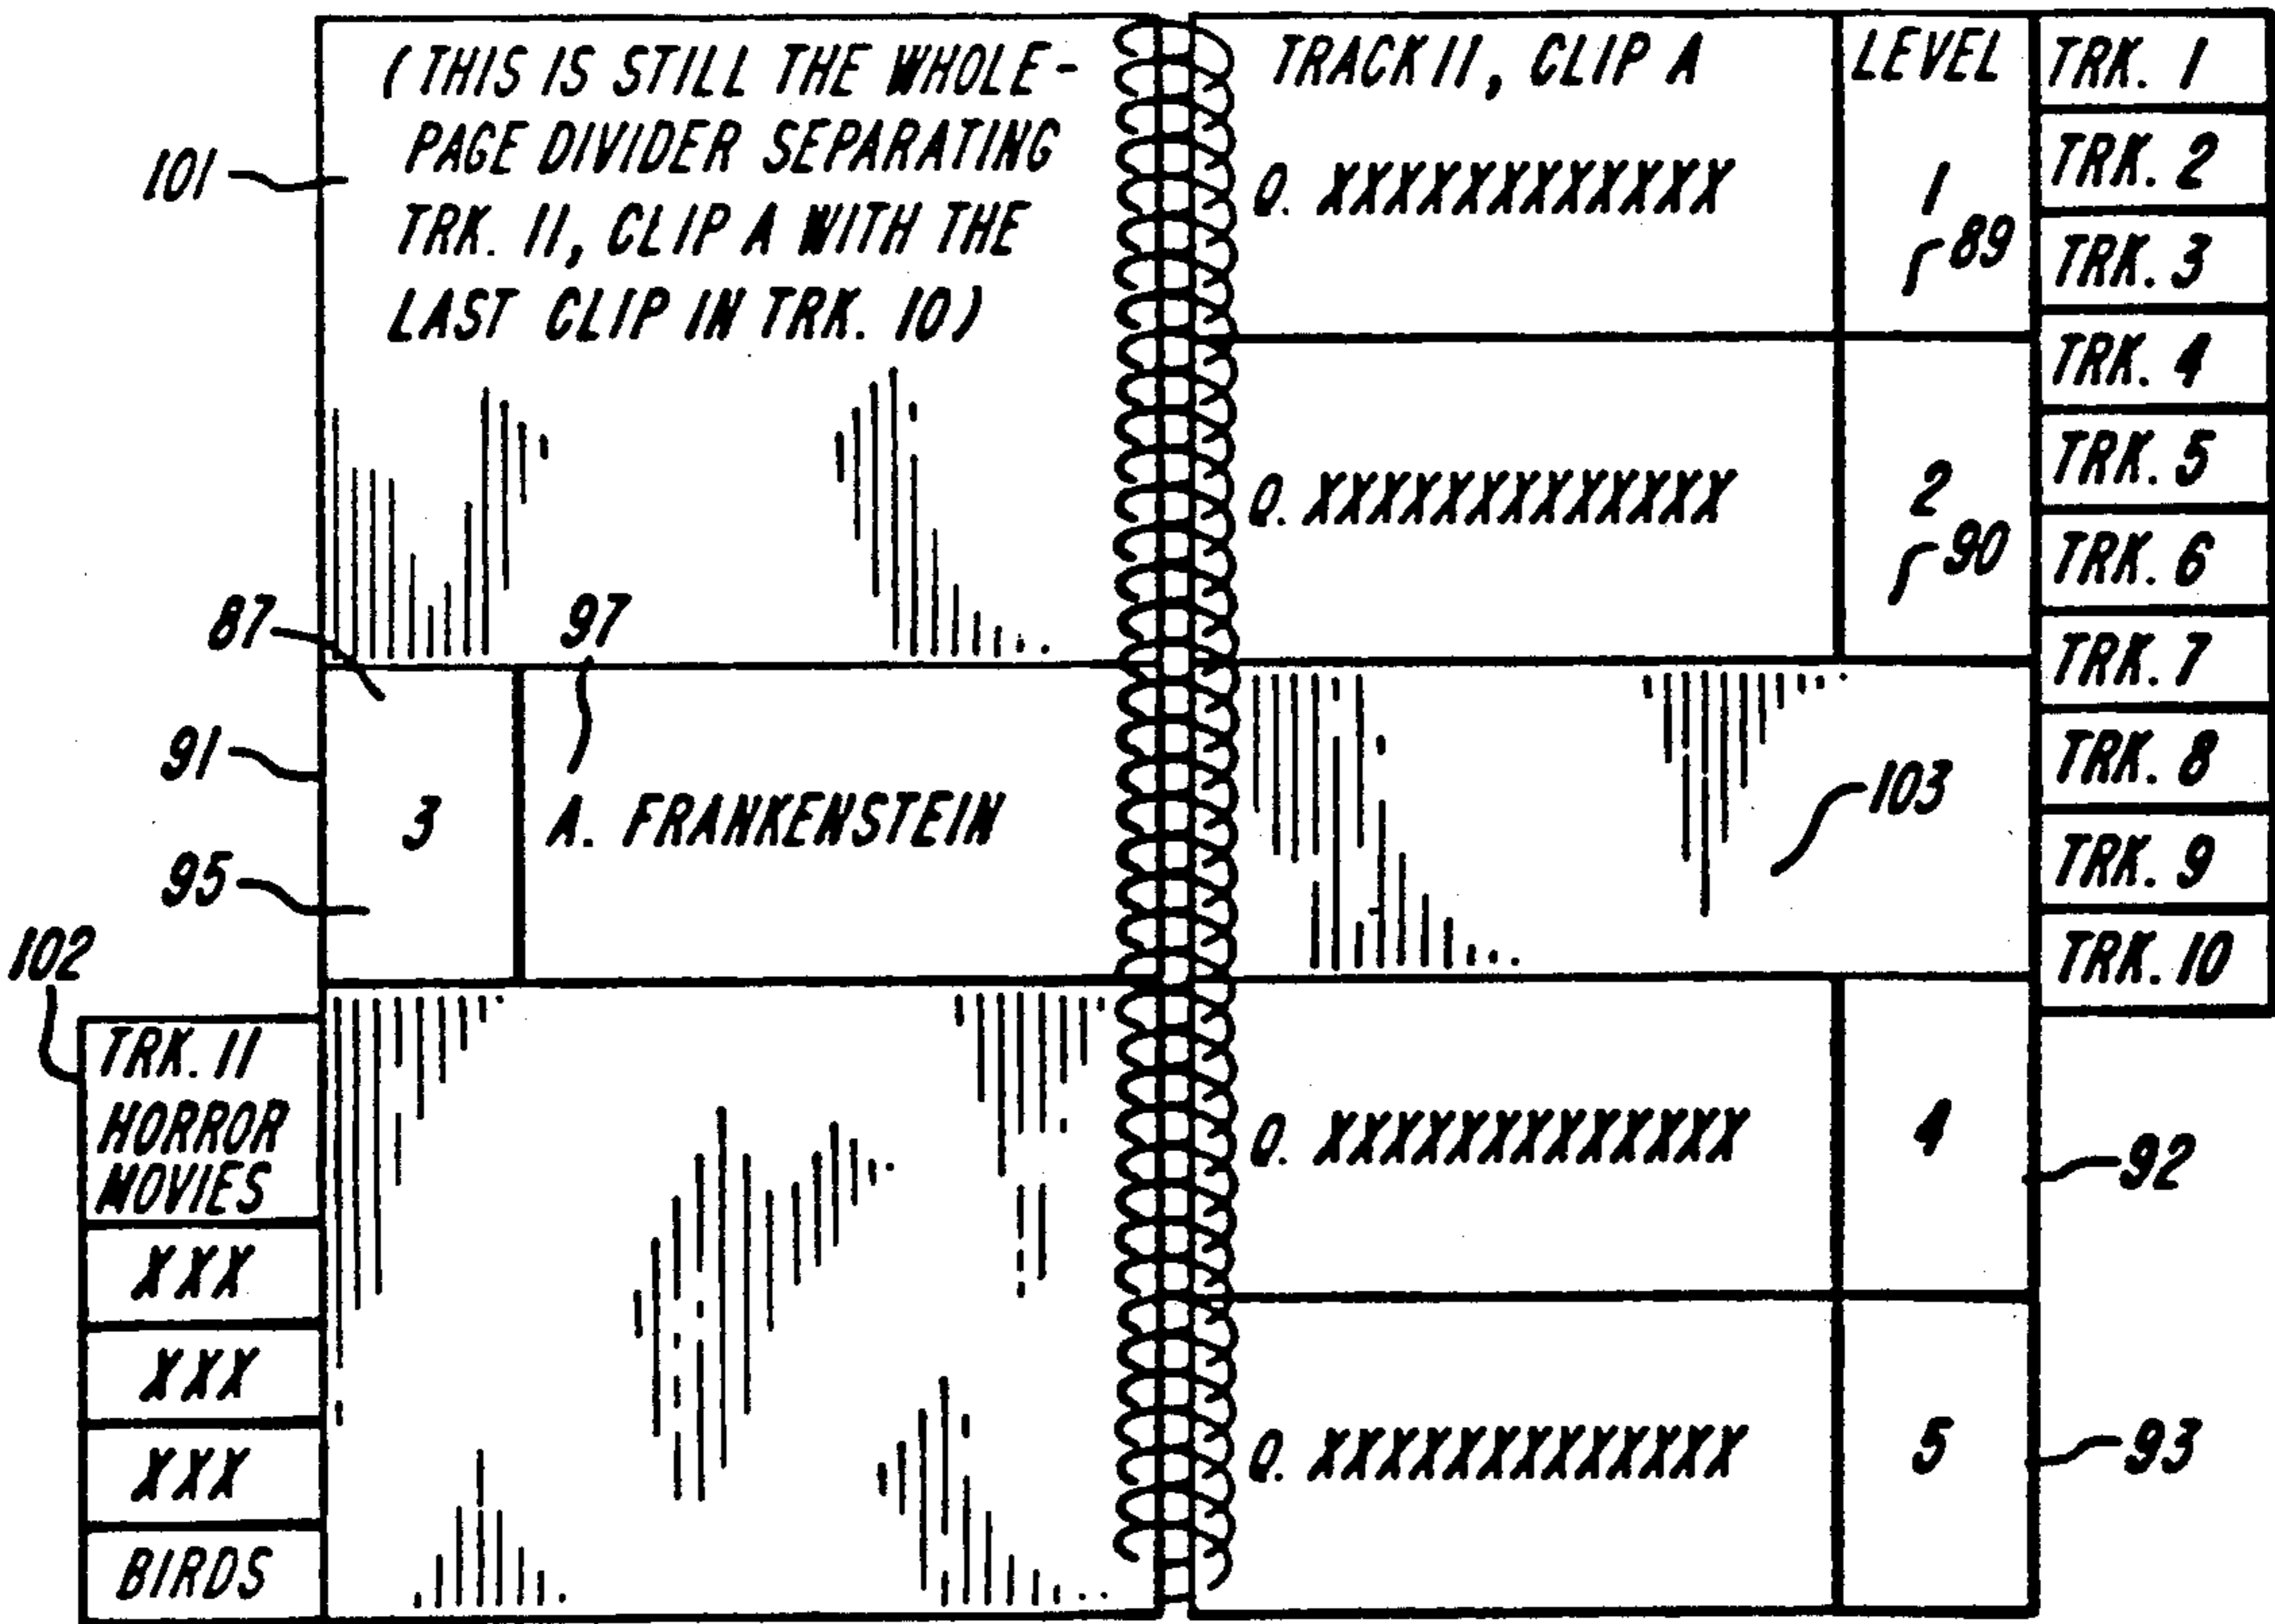 (THIS IS STILL THE WHOLE-
PAGE DIVIDER SEPARATING
TRK. 11, CLIP A WITH THE
LAST CLIP IN TRK. 10)
101
87
97
91
3
A. FRANKENSTEIN
95
102
TRK. 11
HORROR
MOVIES
XXX
XXX
XXX
BIRDS
TRACK 11, CLIP A
LEVEL
Q. XXXXXXXXXXXX
1
89
Q. XXXXXXXXXXXXX
2
90
103
Q. XXXXXXXXXXXXX
4
92
Q. XXXXXXXXXXXXX
5
93
TRK. 1
TRK. 2
TRK. 3
TRK. 4
TRK. 5
TRK. 6
TRK. 7
TRK. 8
TRK. 9
TRK. 10